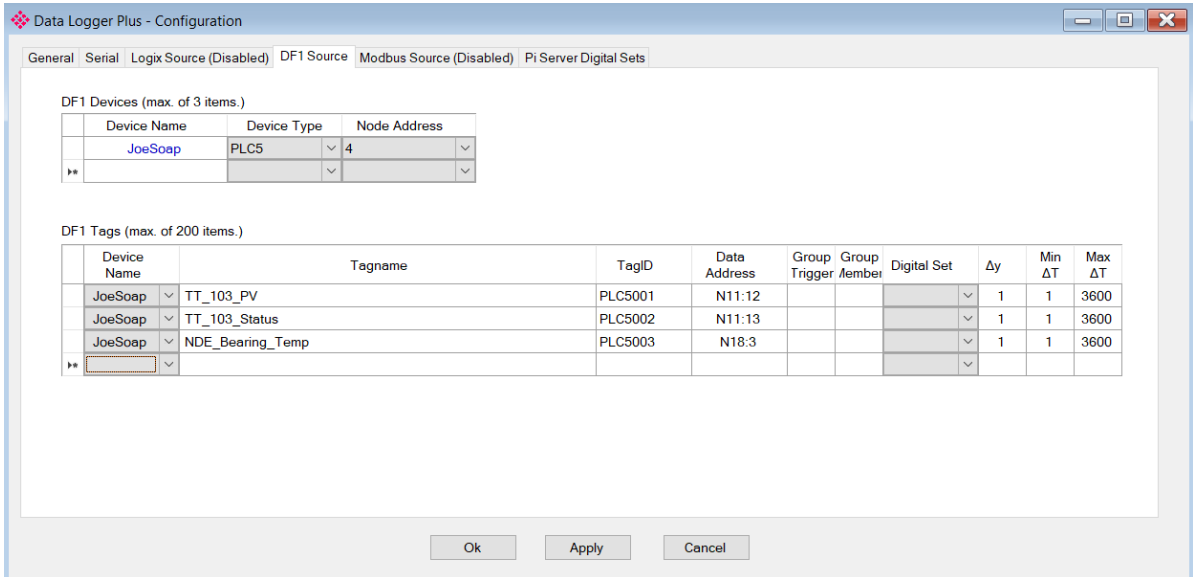 Data Logger Plus - Configuration
General Serial Logix Source (Disabled) DF1 Source Modbus Source (Disabled) Pi Server Digital Sets
DF1 Devices (max. of 3 items.)
Device Name Device Type Node Address
JoeSoap PLC5 4
DF1 Tags (max. of 200 items.)
Device Name Tagname TagID Data Address Group Trigger Group Member Digital Set Δy Min ΔT Max ΔT
JoeSoap TT_103_PV PLC5001 N11:12 1 1 3600
JoeSoap TT_103_Status PLC5002 N11:13 1 1 3600
JoeSoap NDE_Bearing_Temp PLC5003 N18:3 1 1 3600
Ok Apply Cancel